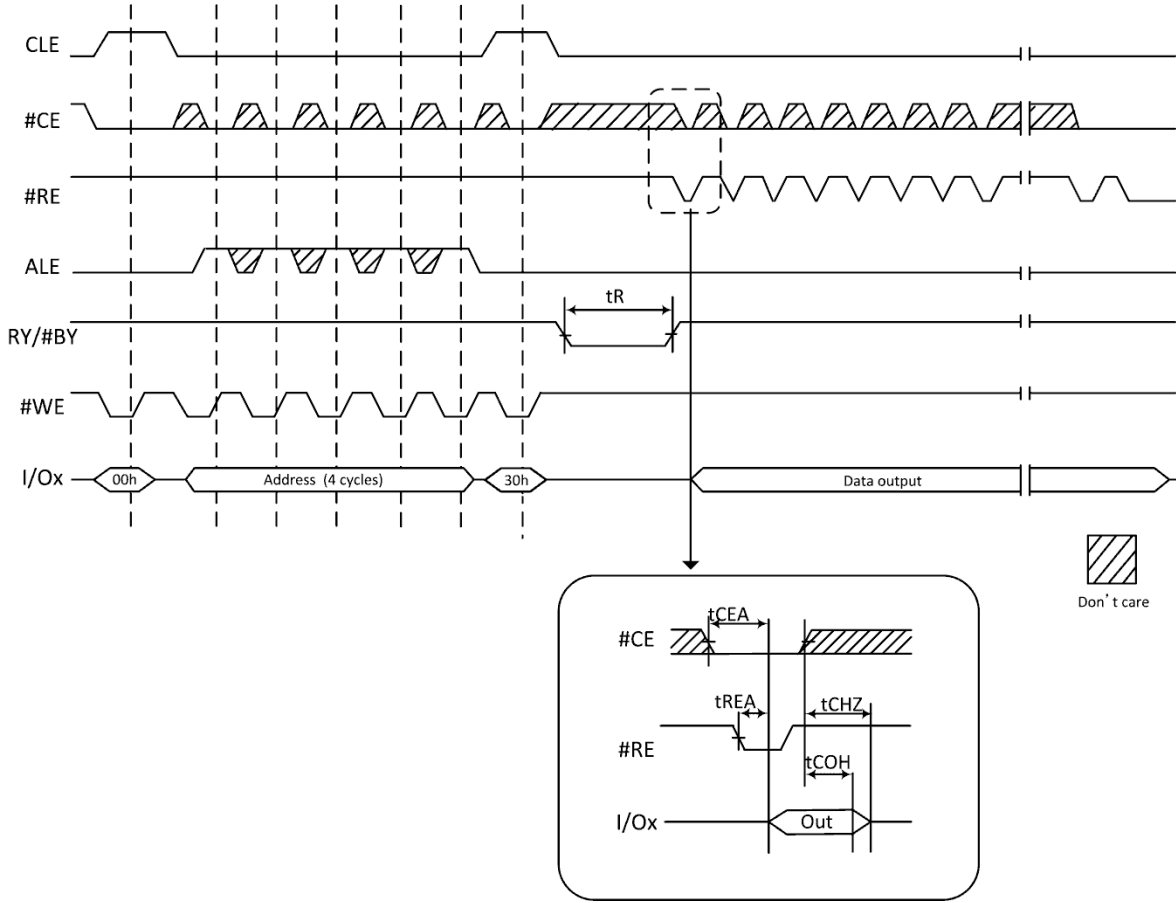 CLE
#CE
#RE
ALE
tR
RY/#BY
#WE
I/Ox
00h
Address (4 cycles)
30h
Data output
Don't care
tCEA
#CE
tREA
tCHZ
#RE
tCOH
I/Ox
Out